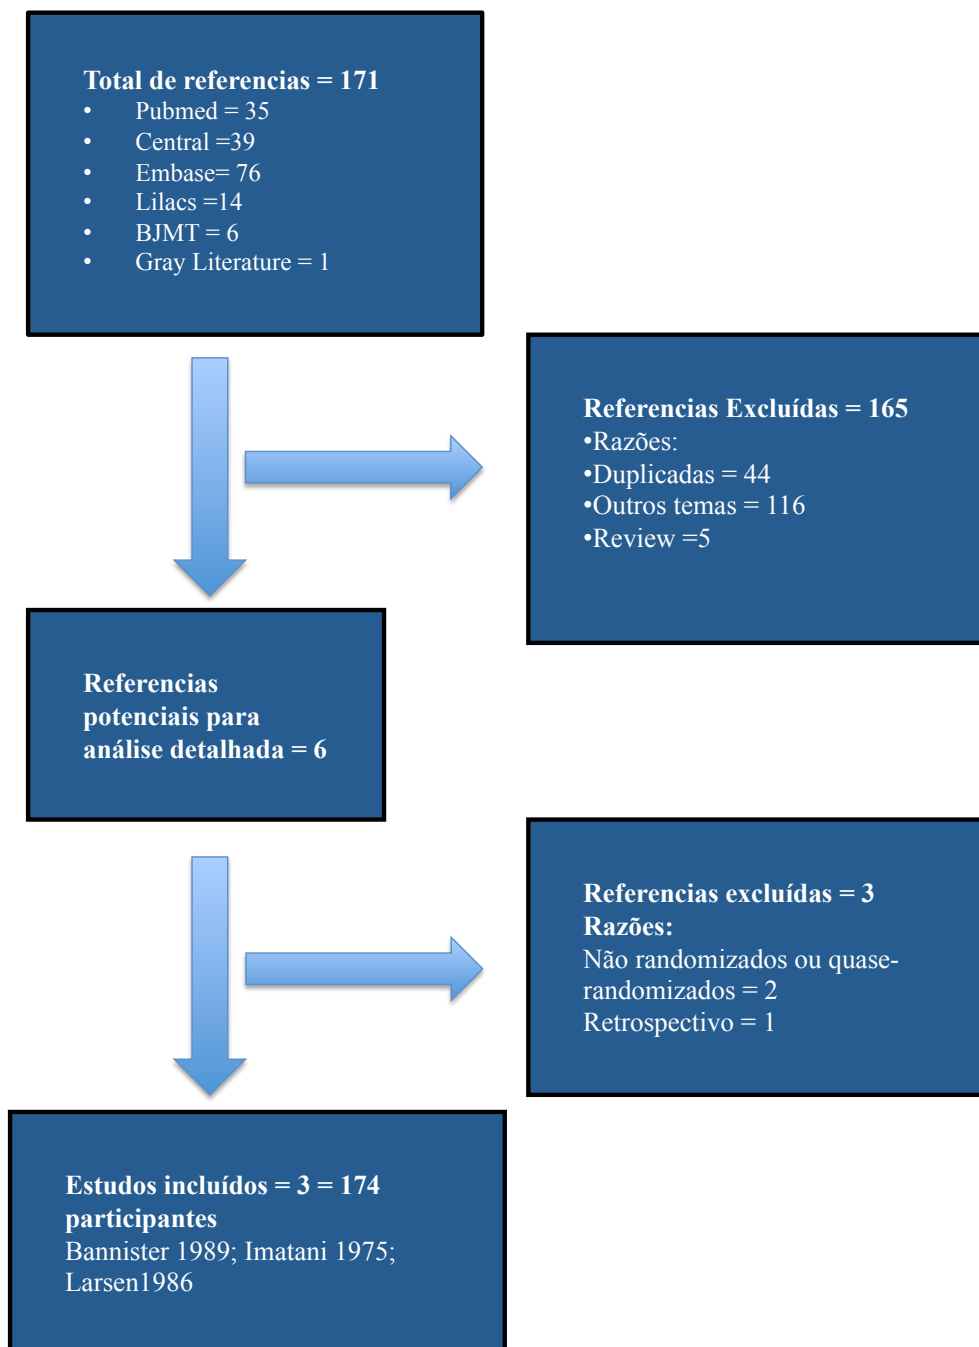 Total de referencias = 171
• Pubmed = 35
• Central =39
• Embase= 76
• Lilacs =14
• BJMT = 6
• Gray Literature = 1
Referencias Excluídas = 165
•Razões:
•Duplicadas = 44
•Outros temas = 116
•Review =5
Referencias
potenciais para
análise detalhada = 6
Referencias excluídas = 3
Razões:
Não randomizados ou quase-
randomizados = 2
Retrospectivo = 1
Estudos incluídos = 3 = 174
participantes
Bannister 1989; Imatani 1975;
Larsen1986